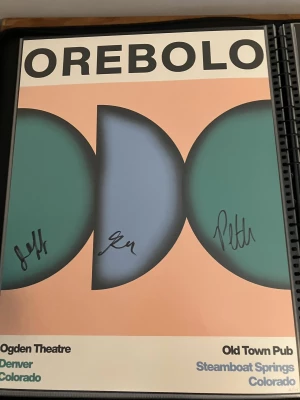 OREBOLO
Ogden Theatre
Denver
Colorado
Old Town Pub
Steamboat Springs
Colorado